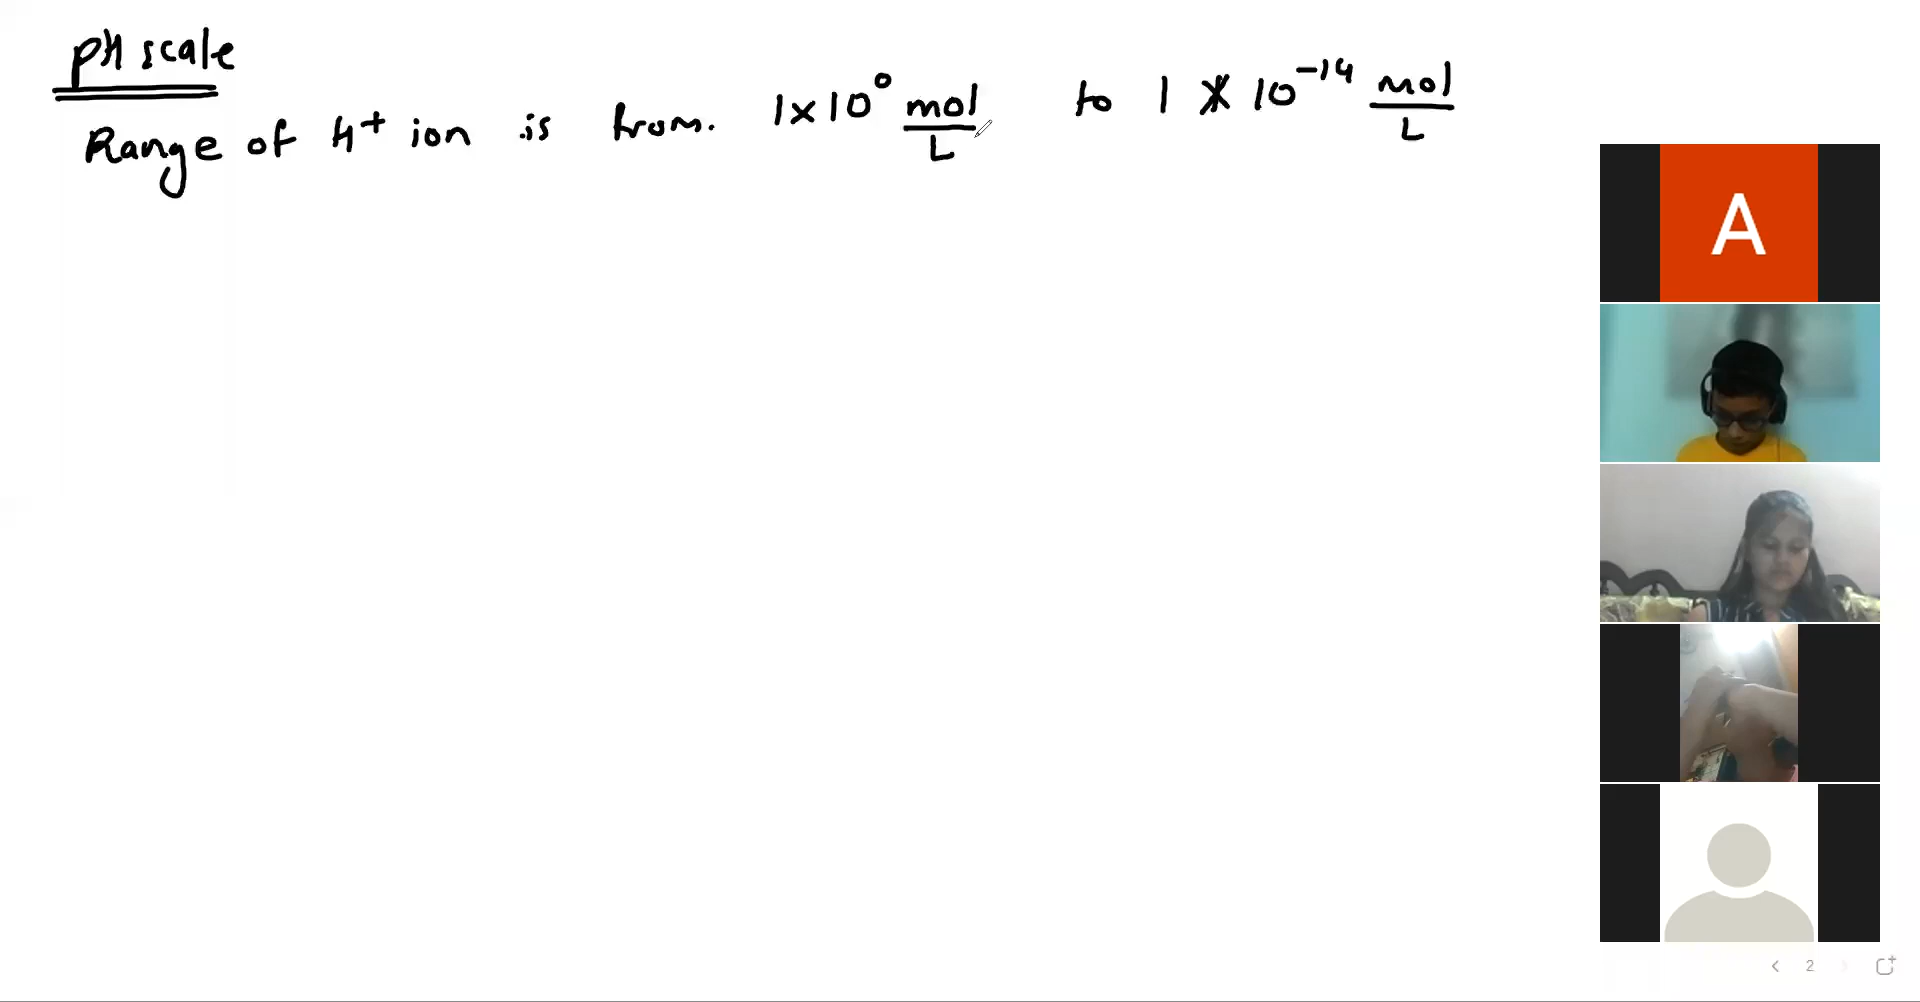 pH scale
Range of H⁺ ion is from. 1 × 10⁰ mol/L to 1 × 10⁻¹⁴ mol/L
A
2